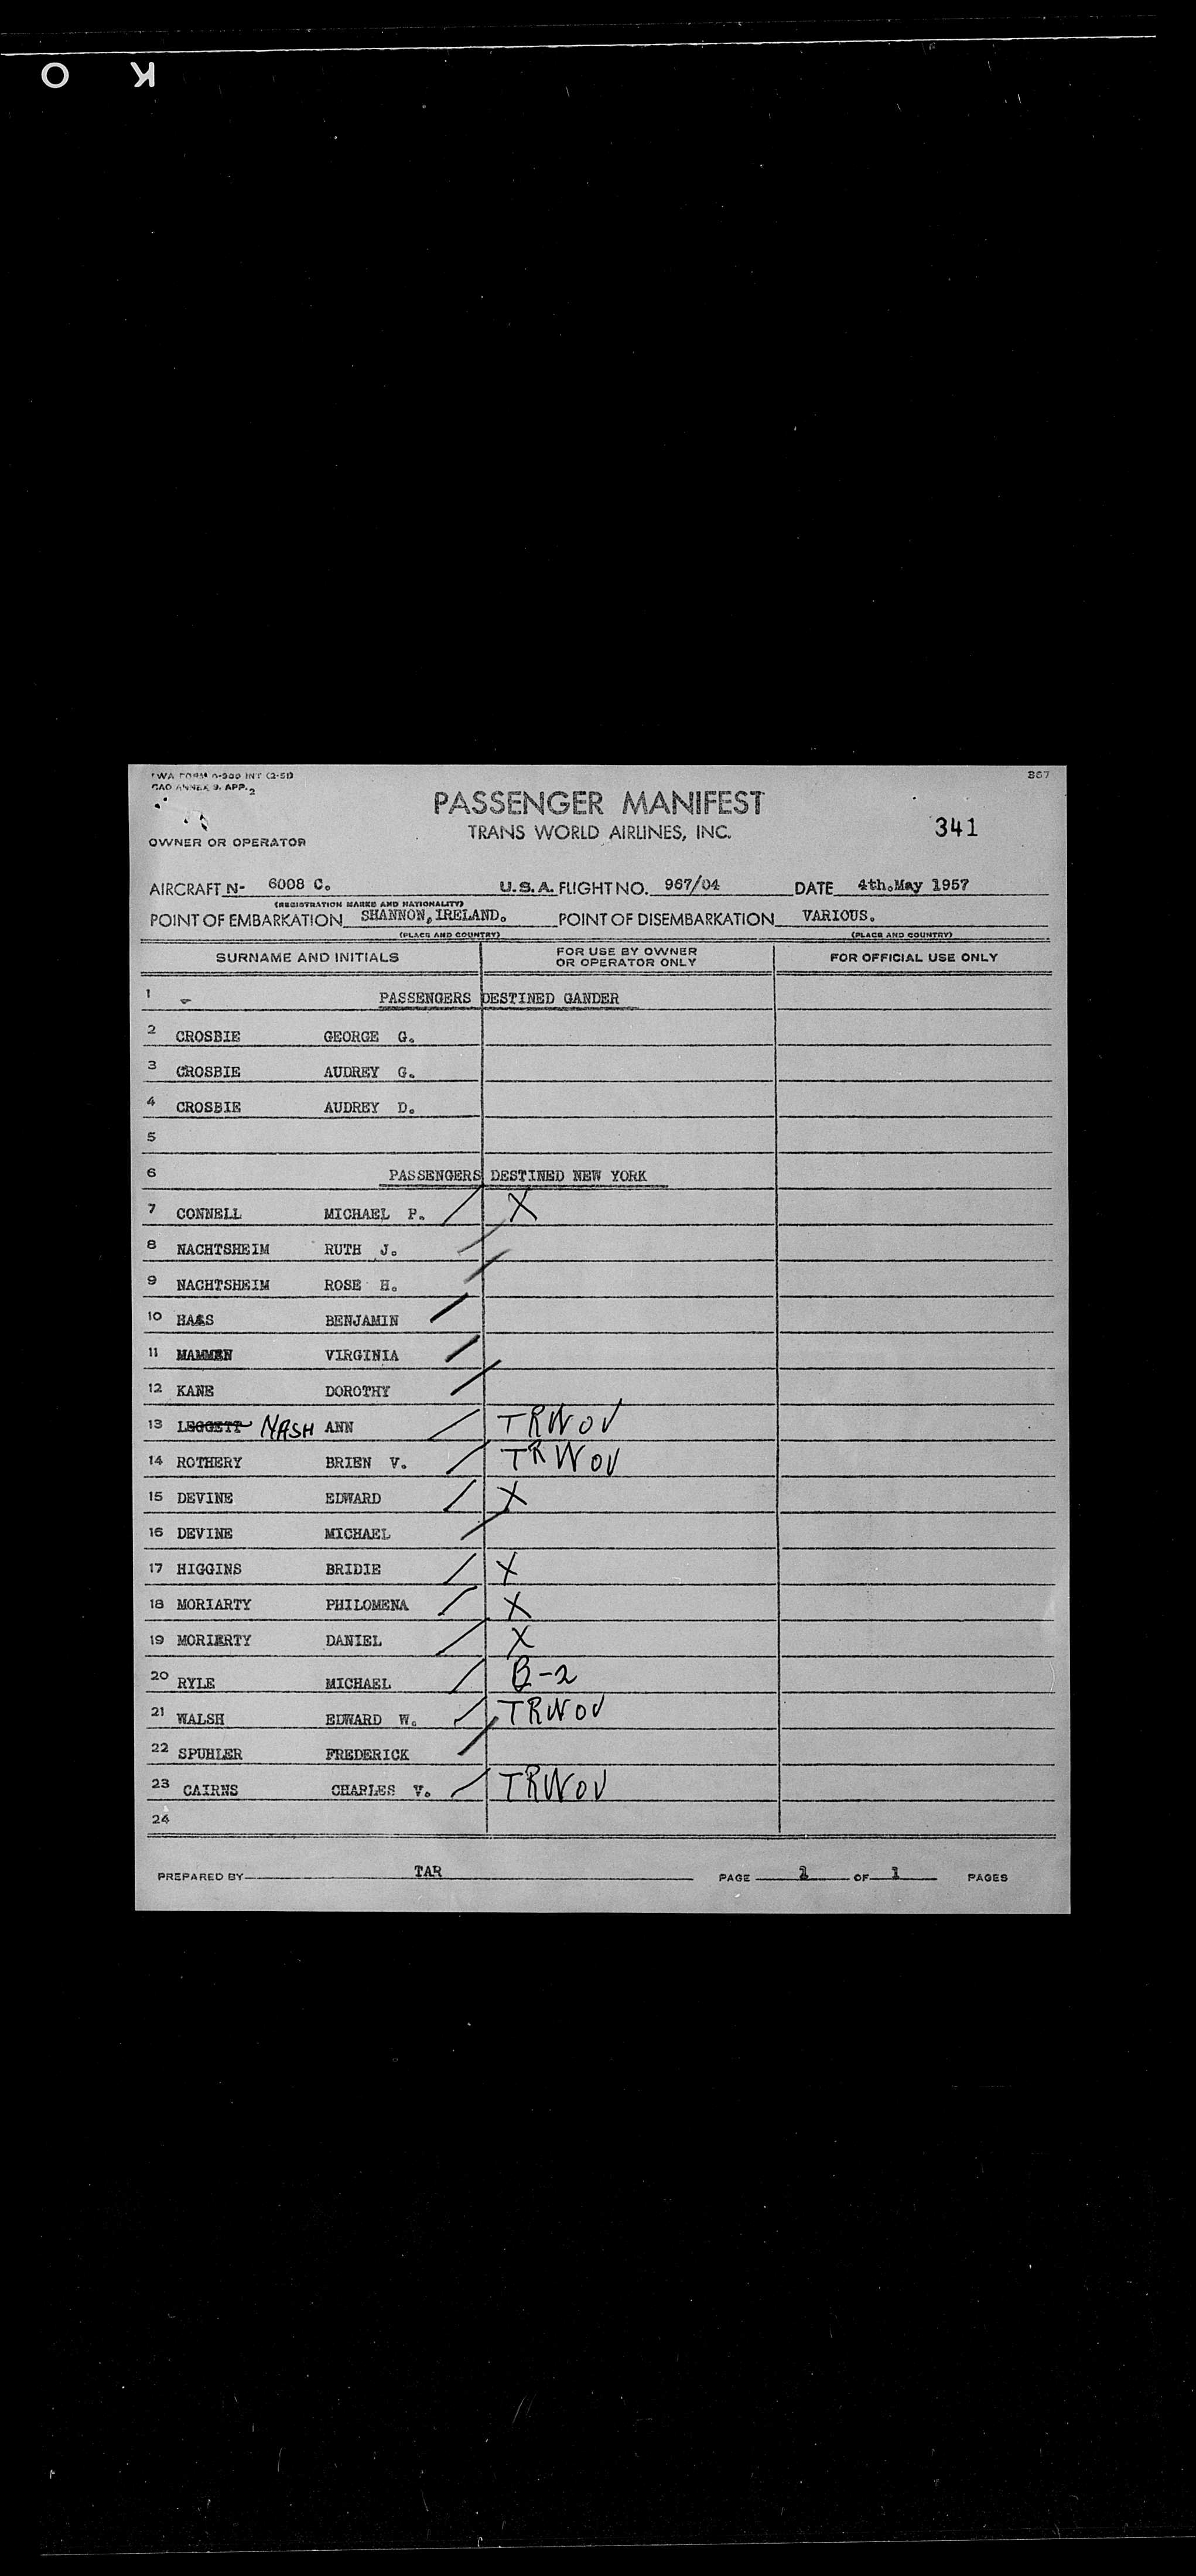 O K
TWA FORM INT (2-51)
ICAO ANNEX 9, APP. 2
867
PASSENGER MANIFEST
TRANS WORLD AIRLINES, INC.
341
OWNER OR OPERATOR
AIRCRAFT N- 6008 C. U.S.A. FLIGHT NO. 967/04 DATE 4th.May 1957
(REGISTRATION MARKS AND NATIONALITY)
POINT OF EMBARKATION SHANNON, IRELAND. POINT OF DISEMBARKATION VARIOUS.
(PLACE AND COUNTRY) (PLACE AND COUNTRY)
SURNAME AND INITIALS FOR USE BY OWNER OR OPERATOR ONLY FOR OFFICIAL USE ONLY
1 PASSENGERS DESTINED GANDER
2 CROSBIE GEORGE G.
3 CROSBIE AUDREY G.
4 CROSBIE AUDREY D.
5
6 PASSENGERS DESTINED NEW YORK
7 CONNELL MICHAEL P. / X
8 NACHTSHEIM RUTH J. /
9 NACHTSHEIM ROSE H. /
10 HAAS BENJAMIN /
11 MAMMEN VIRGINIA /
12 KANE DOROTHY /
13 LEGGETT NASH ANN / TRWOV
14 ROTHERY BRIEN V. / TRWOV
15 DEVINE EDWARD / X
16 DEVINE MICHAEL /
17 HIGGINS BRIDIE / X
18 MORIARTY PHILOMENA / X
19 MORIARTY DANIEL / X
20 RYLE MICHAEL / B-2
21 WALSH EDWARD W. / TRWOV
22 SPUHLER FREDERICK /
23 CAIRNS CHARLES V. / TRWOV
24
PREPARED BY TAR PAGE 1 OF 1 PAGES